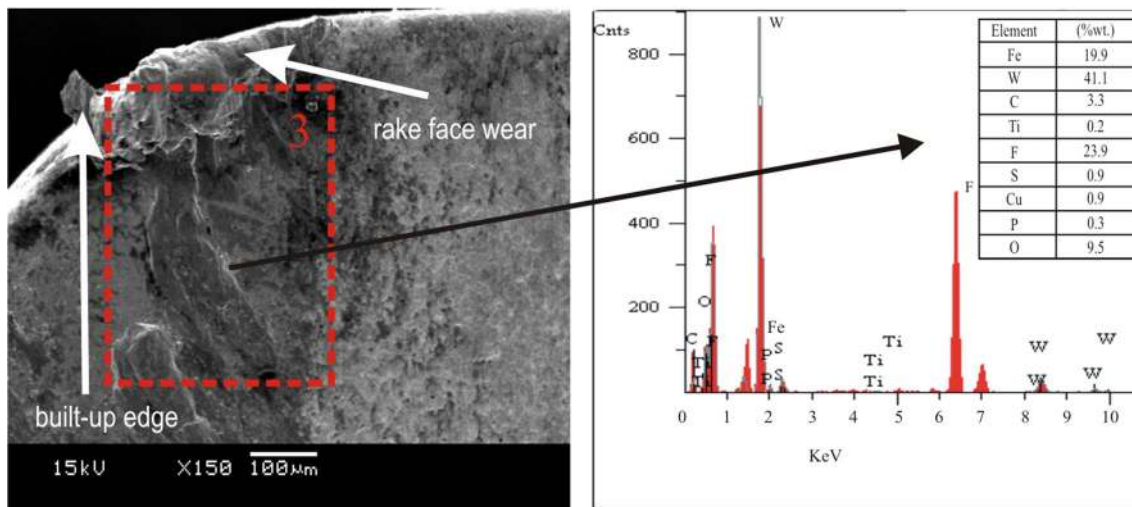 rake face wear
3
built-up edge
15kV X150 100µm
Cnts
800
600
400
200
W
F
F
O
F
C
Ti
Ti
Fe
P S
P S
Ti
Ti
Ti
W
W
W
W
0 1 2 3 4 5 6 7 8 9 10
KeV
Element (%wt.)
Fe 19.9
W 41.1
C 3.3
Ti 0.2
F 23.9
S 0.9
Cu 0.9
P 0.3
O 9.5